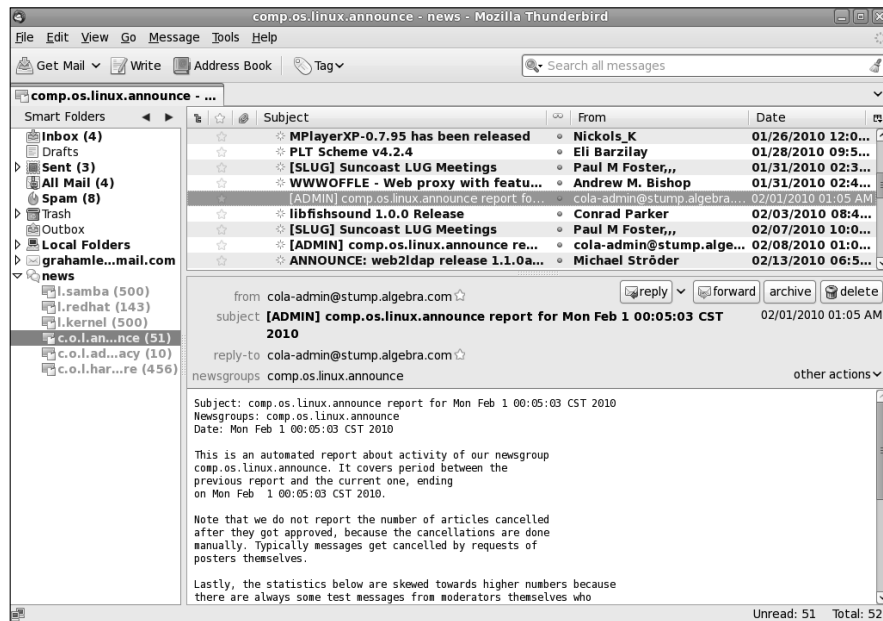 comp.os.linux.announce - news - Mozilla Thunderbird
File Edit View Go Message Tools Help
Get Mail Write Address Book Tag Search all messages
comp.os.linux.announce - ...
Smart Folders
Inbox (4)
Drafts
Sent (3)
All Mail (4)
Spam (8)
Trash
Outbox
Local Folders
grahamle...mail.com
news
l.samba (500)
l.redhat (143)
l.kernel (500)
c.o.l.an...nce (51)
c.o.l.ad...acy (10)
c.o.l.har...re (456)
Subject From Date
MPlayerXP-0.7.95 has been released Nickols_K 01/26/2010 12:0...
PLT Scheme v4.2.4 Eli Barzilay 01/28/2010 09:5...
[SLUG] Suncoast LUG Meetings Paul M Foster,,, 01/31/2010 02:3...
WWWOFFLE - Web proxy with featu... Andrew M. Bishop 01/31/2010 02:4...
[ADMIN] comp.os.linux.announce report fo... cola-admin@stump.algebra.... 02/01/2010 01:05 AM
libfishsound 1.0.0 Release Conrad Parker 02/03/2010 08:4...
[SLUG] Suncoast LUG Meetings Paul M Foster,,, 02/07/2010 10:0...
[ADMIN] comp.os.linux.announce re... cola-admin@stump.alge... 02/08/2010 01:0...
ANNOUNCE: web2ldap release 1.1.0a... Michael Ströder 02/13/2010 06:5...
from cola-admin@stump.algebra.com reply forward archive delete
subject [ADMIN] comp.os.linux.announce report for Mon Feb 1 00:05:03 CST 02/01/2010 01:05 AM
2010
reply-to cola-admin@stump.algebra.com
newsgroups comp.os.linux.announce other actions
Subject: comp.os.linux.announce report for Mon Feb 1 00:05:03 CST 2010
Newsgroups: comp.os.linux.announce
Date: Mon Feb 1 00:05:03 CST 2010
This is an automated report about activity of our newsgroup
comp.os.linux.announce. It covers period between the
previous report and the current one, ending
on Mon Feb  1 00:05:03 CST 2010.
Note that we do not report the number of articles cancelled
after they got approved, because the cancellations are done
manually. Typically messages get cancelled by requests of
posters themselves.
Lastly, the statistics below are skewed towards higher numbers because
there are always some test messages from moderators themselves who
Unread: 51 Total: 52